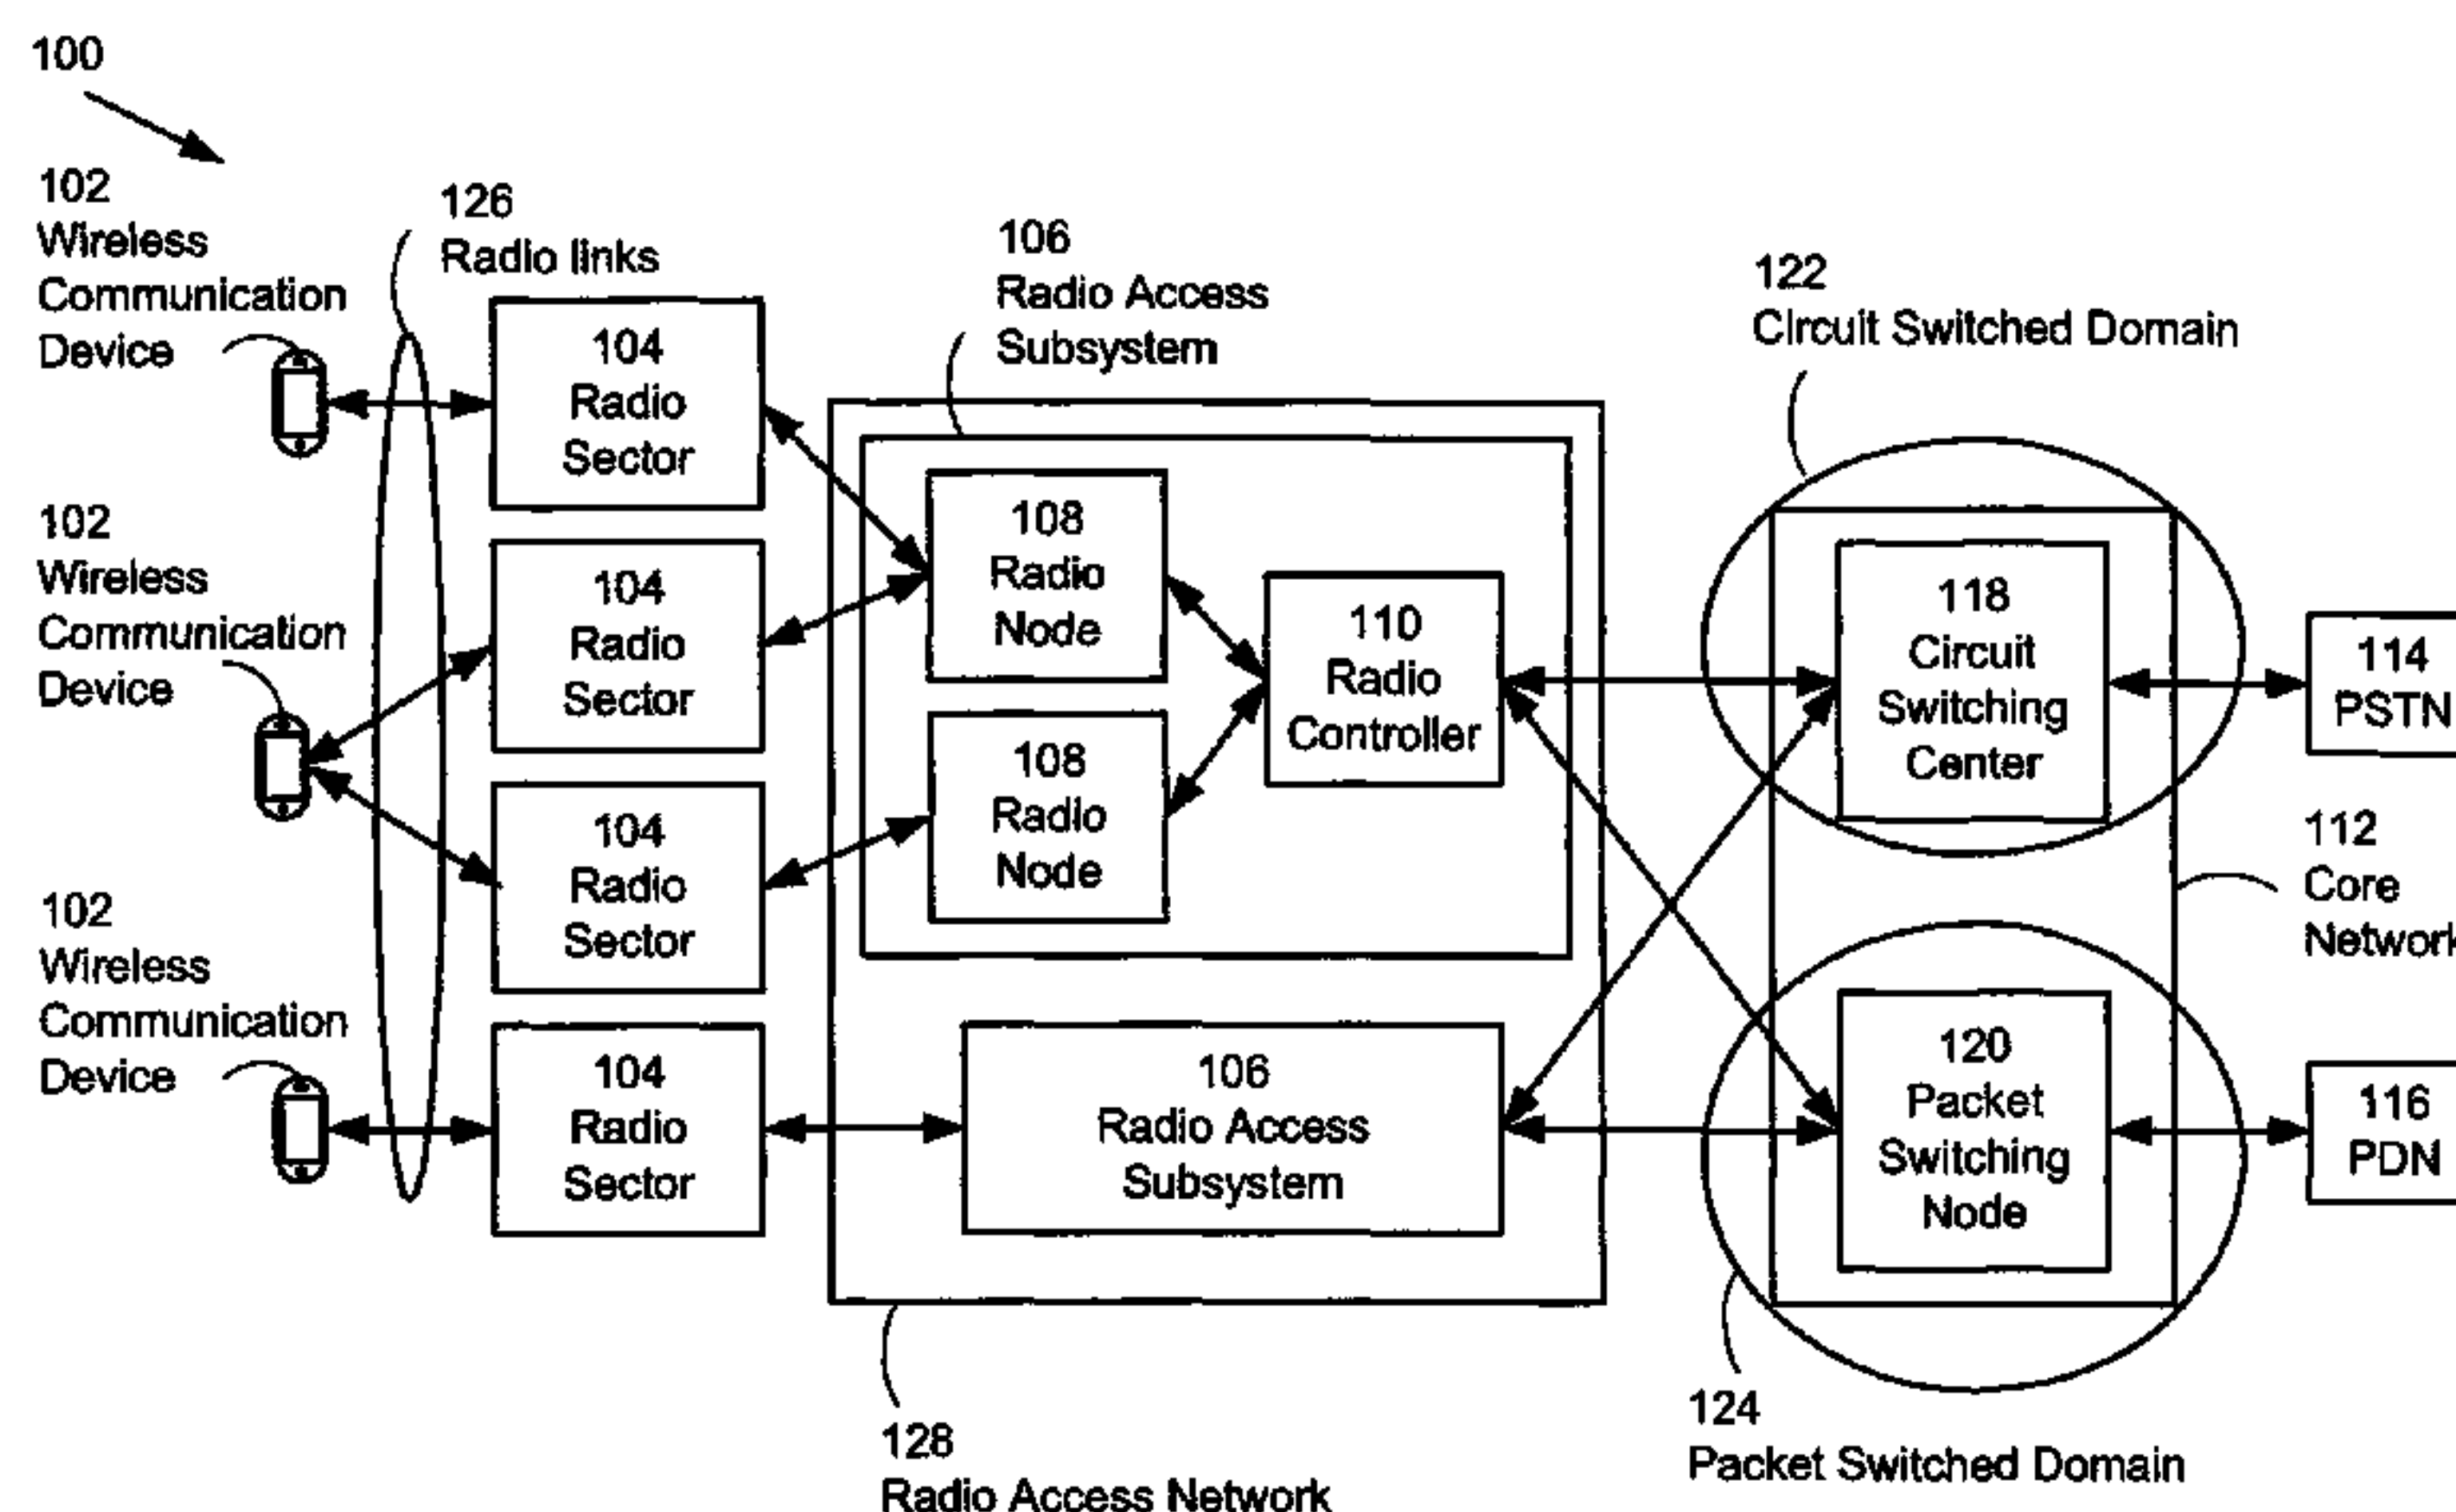 100
102
Wireless
Communication
Device
126
Radio links
104
Radio
Sector
106
Radio Access
Subsystem
122
Circuit Switched Domain
102
Wireless
Communication
Device
104
Radio
Sector
108
Radio
Node
110
Radio
Controller
118
Circuit
Switching
Center
114
PSTN
104
Radio
Sector
108
Radio
Node
112
Core
Network
102
Wireless
Communication
Device
104
Radio
Sector
106
Radio Access
Subsystem
120
Packet
Switching
Node
116
PDN
124
Packet Switched Domain
128
Radio Access Network